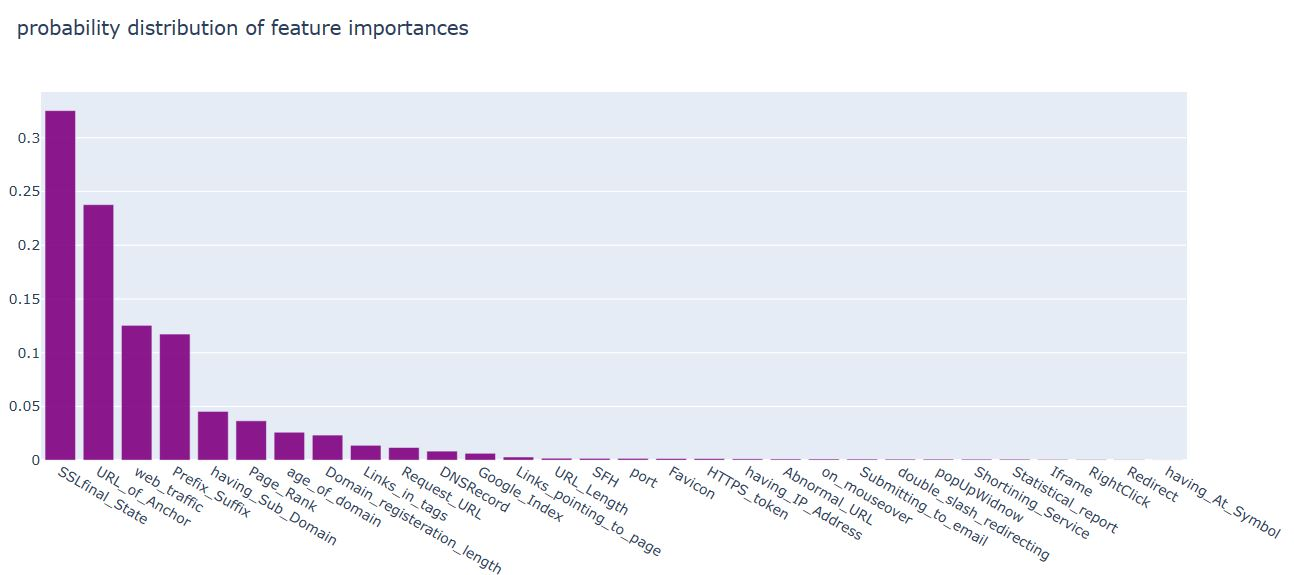 probability distribution of feature importances
0.3
0.25
0.2
0.15
0.1
0.05
0
SSLfinal_State
URL_of_Anchor
web_traffic
Prefix_Suffix
having_Sub_Domain
Page_Rank
age_of_domain
Domain_registeration_length
Links_in_tags
Request_URL
DNSRecord
Google_Index
Links_pointing_to_page
URL_Length
SFH
port
Favicon
HTTPS_token
having_IP_Address
Abnormal_URL
on_mouseover
Submitting_to_email
double_slash_redirecting
popUpWidnow
Shortining_Service
Statistical_report
Iframe
RightClick
Redirect
having_At_Symbol